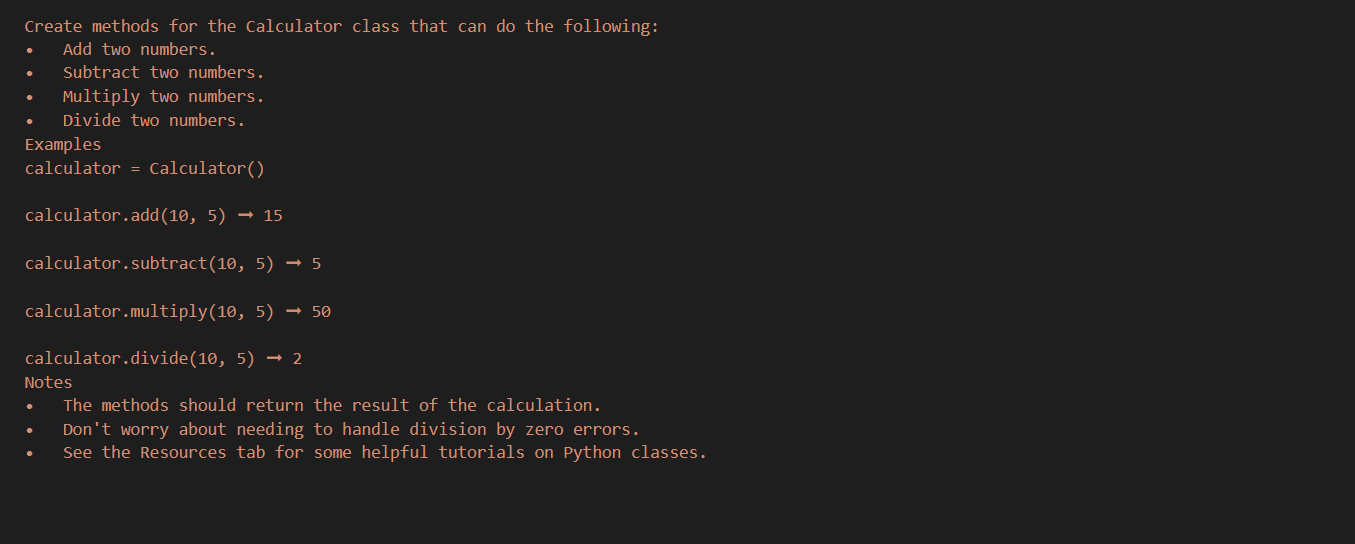 Create methods for the Calculator class that can do the following:
•   Add two numbers.
•   Subtract two numbers.
•   Multiply two numbers.
•   Divide two numbers.
Examples
calculator = Calculator()
calculator.add(10, 5) ➞ 15
calculator.subtract(10, 5) ➞ 5
calculator.multiply(10, 5) ➞ 50
calculator.divide(10, 5) ➞ 2
Notes
•   The methods should return the result of the calculation.
•   Don't worry about needing to handle division by zero errors.
•   See the Resources tab for some helpful tutorials on Python classes.